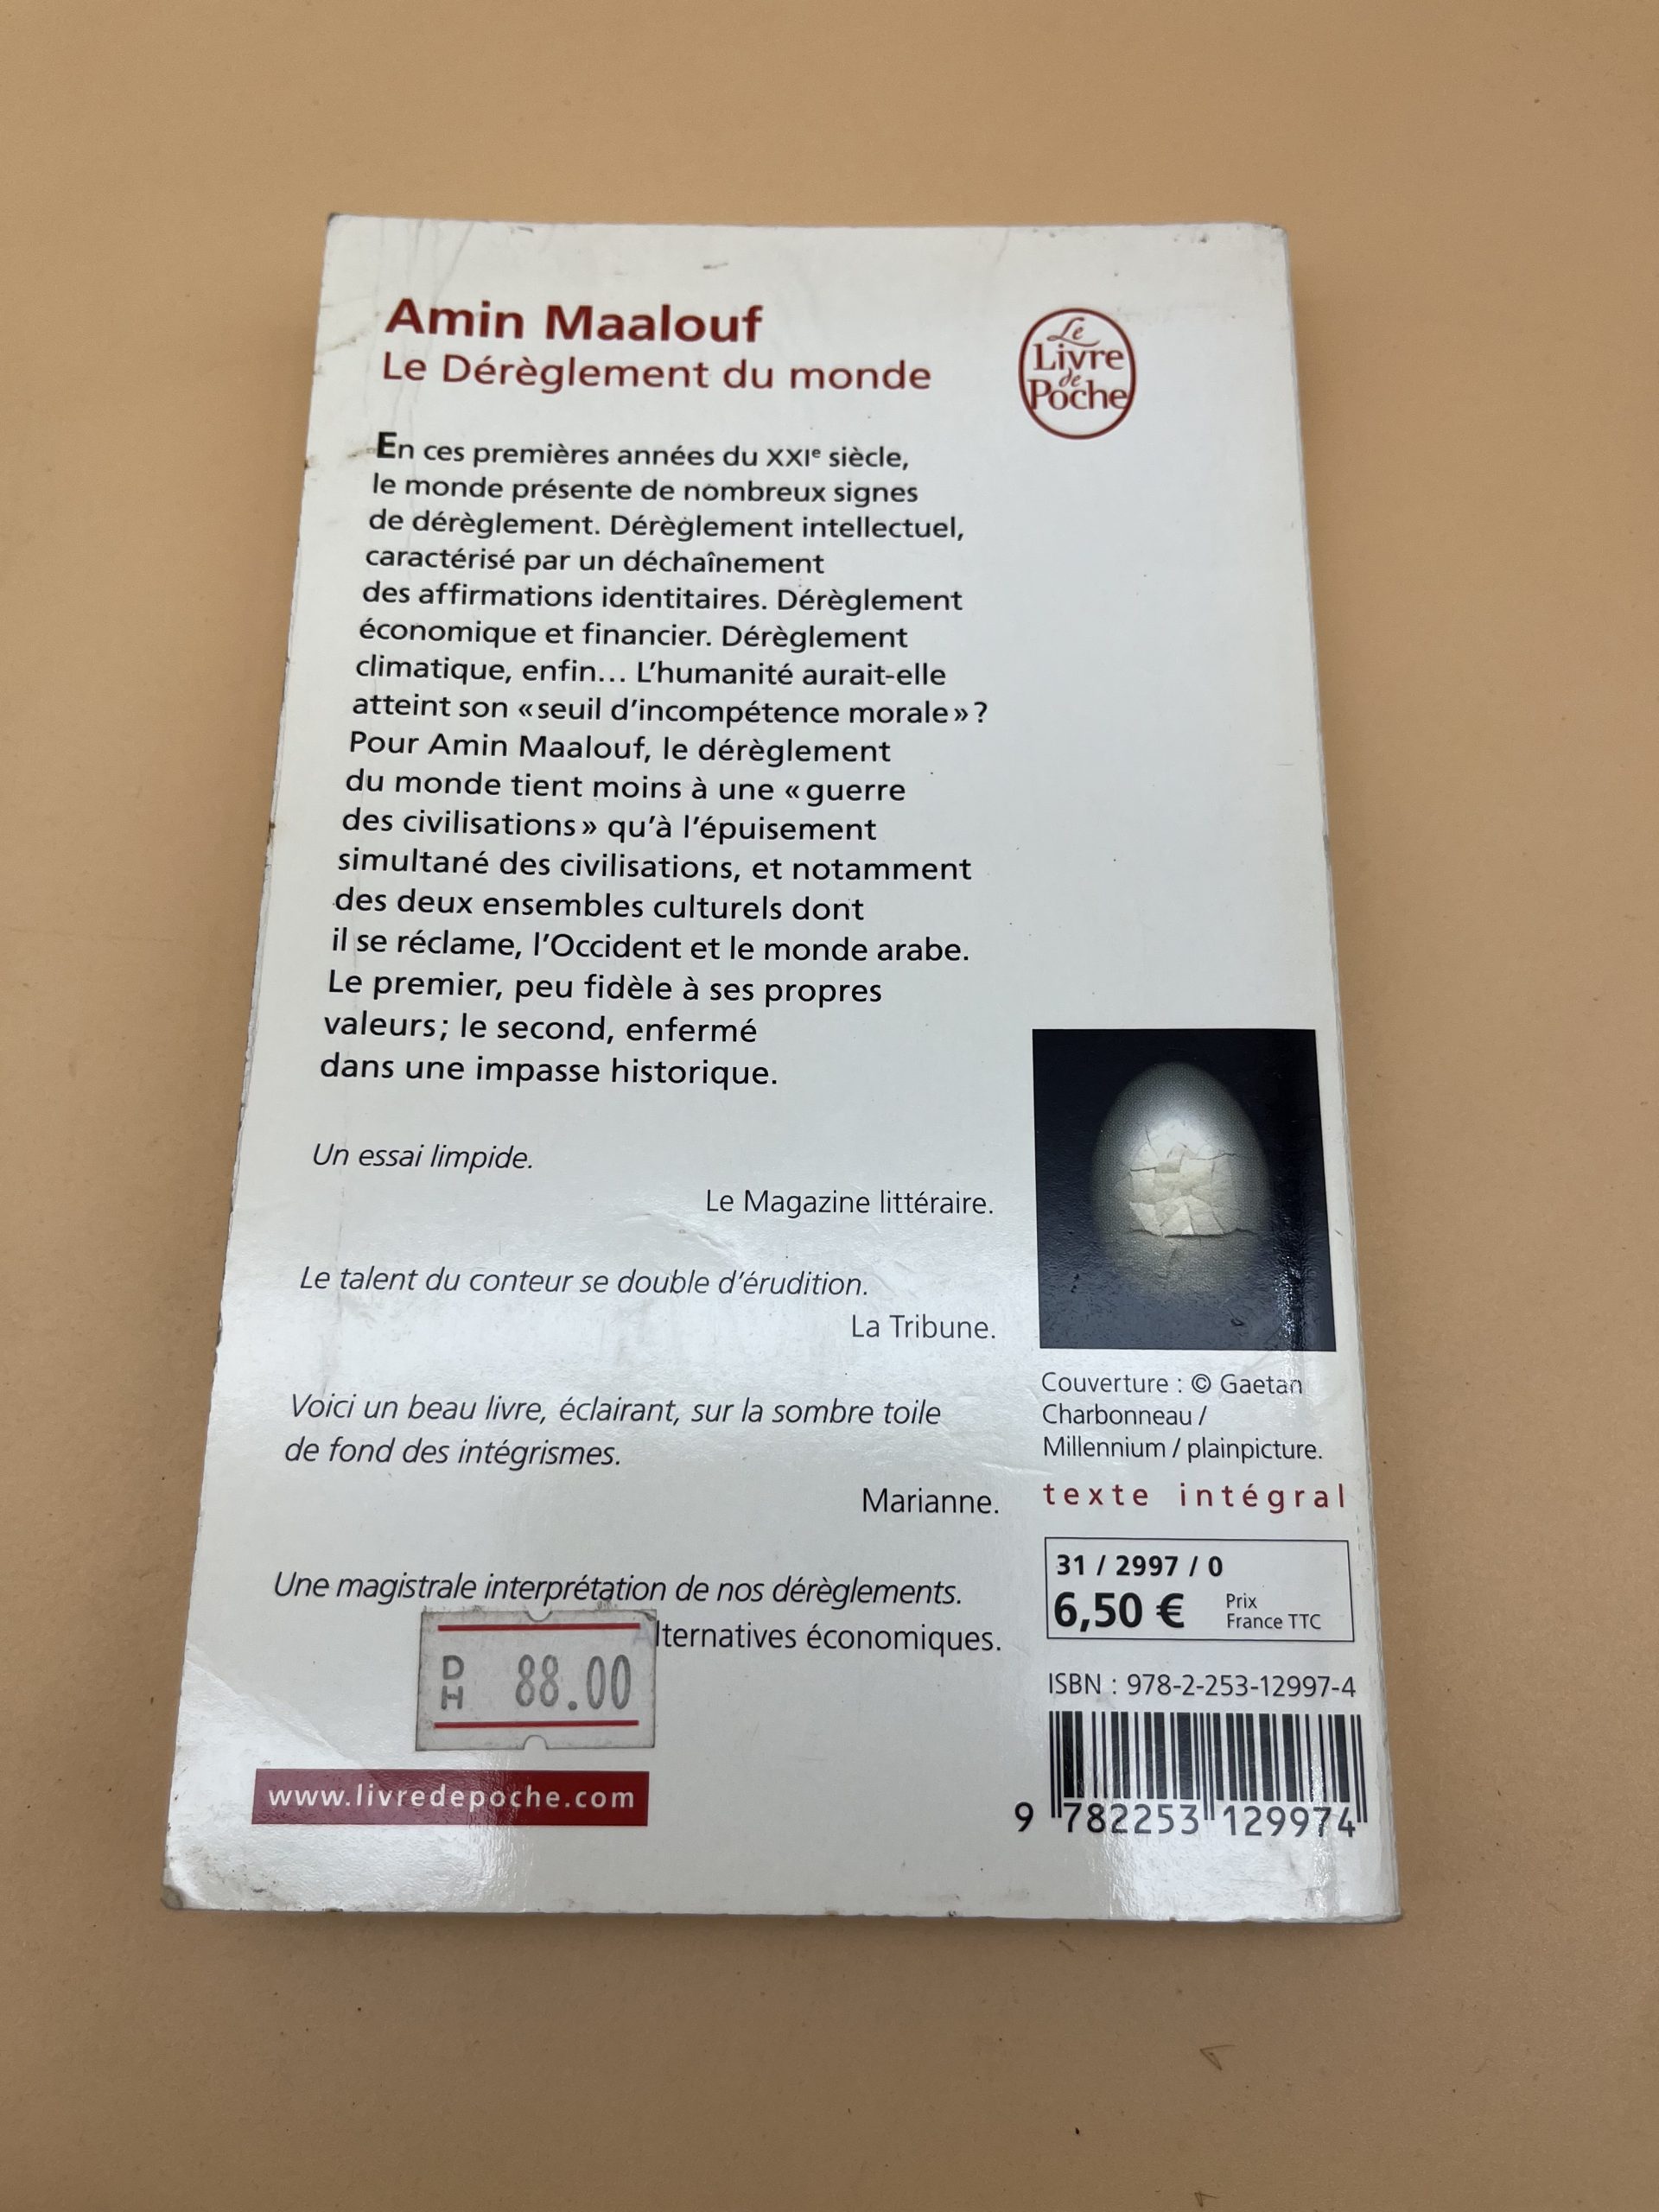 Amin Maalouf
Le Dérèglement du monde
Le
Livre
de
Poche
En ces premières années du XXIe siècle,
le monde présente de nombreux signes
de dérèglement. Dérèglement intellectuel,
caractérisé par un déchaînement
des affirmations identitaires. Dérèglement
économique et financier. Dérèglement
climatique, enfin... L'humanité aurait-elle
atteint son « seuil d'incompétence morale » ?
Pour Amin Maalouf, le dérèglement
du monde tient moins à une « guerre
des civilisations » qu'à l'épuisement
simultané des civilisations, et notamment
des deux ensembles culturels dont
il se réclame, l'Occident et le monde arabe.
Le premier, peu fidèle à ses propres
valeurs ; le second, enfermé
dans une impasse historique.
Un essai limpide.
Le Magazine littéraire.
Le talent du conteur se double d'érudition.
La Tribune.
Voici un beau livre, éclairant, sur la sombre toile
de fond des intégrismes.
Marianne.
Une magistrale interprétation de nos dérèglements.
Alternatives économiques.
DH 88.00
www.livredepoche.com
Couverture : © Gaetan
Charbonneau /
Millennium / plainpicture.
texte intégral
31 / 2997 / 0
6,50 € Prix
France TTC
ISBN : 978-2-253-12997-4
9 782253 129974